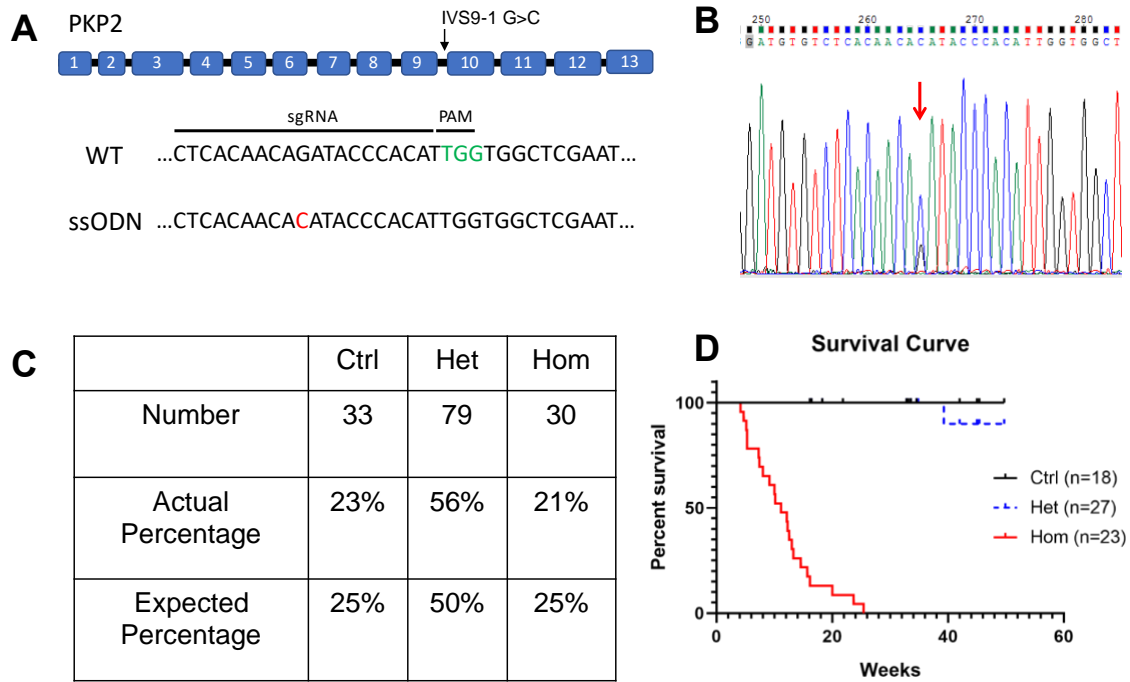 A
PKP2
IVS9-1 G>C
1 2 3 4 5 6 7 8 9 10 11 12 13
sgRNA PAM
WT ...CTCACAACAGATACCCACATTGGTGGCTCGAAT...
ssODN ...CTCACAACACATACCCACATTGGTGGCTCGAAT...
B
250 260 270 280
GATGTGTCTCACAACACATACCCACATTGGTGGCT
C
Ctrl Het Hom
Number 33 79 30
Actual
Percentage 23% 56% 21%
Expected
Percentage 25% 50% 25%
D
Survival Curve
Percent survival
100
50
0
0 20 40 60
Weeks
Ctrl (n=18)
Het (n=27)
Hom (n=23)